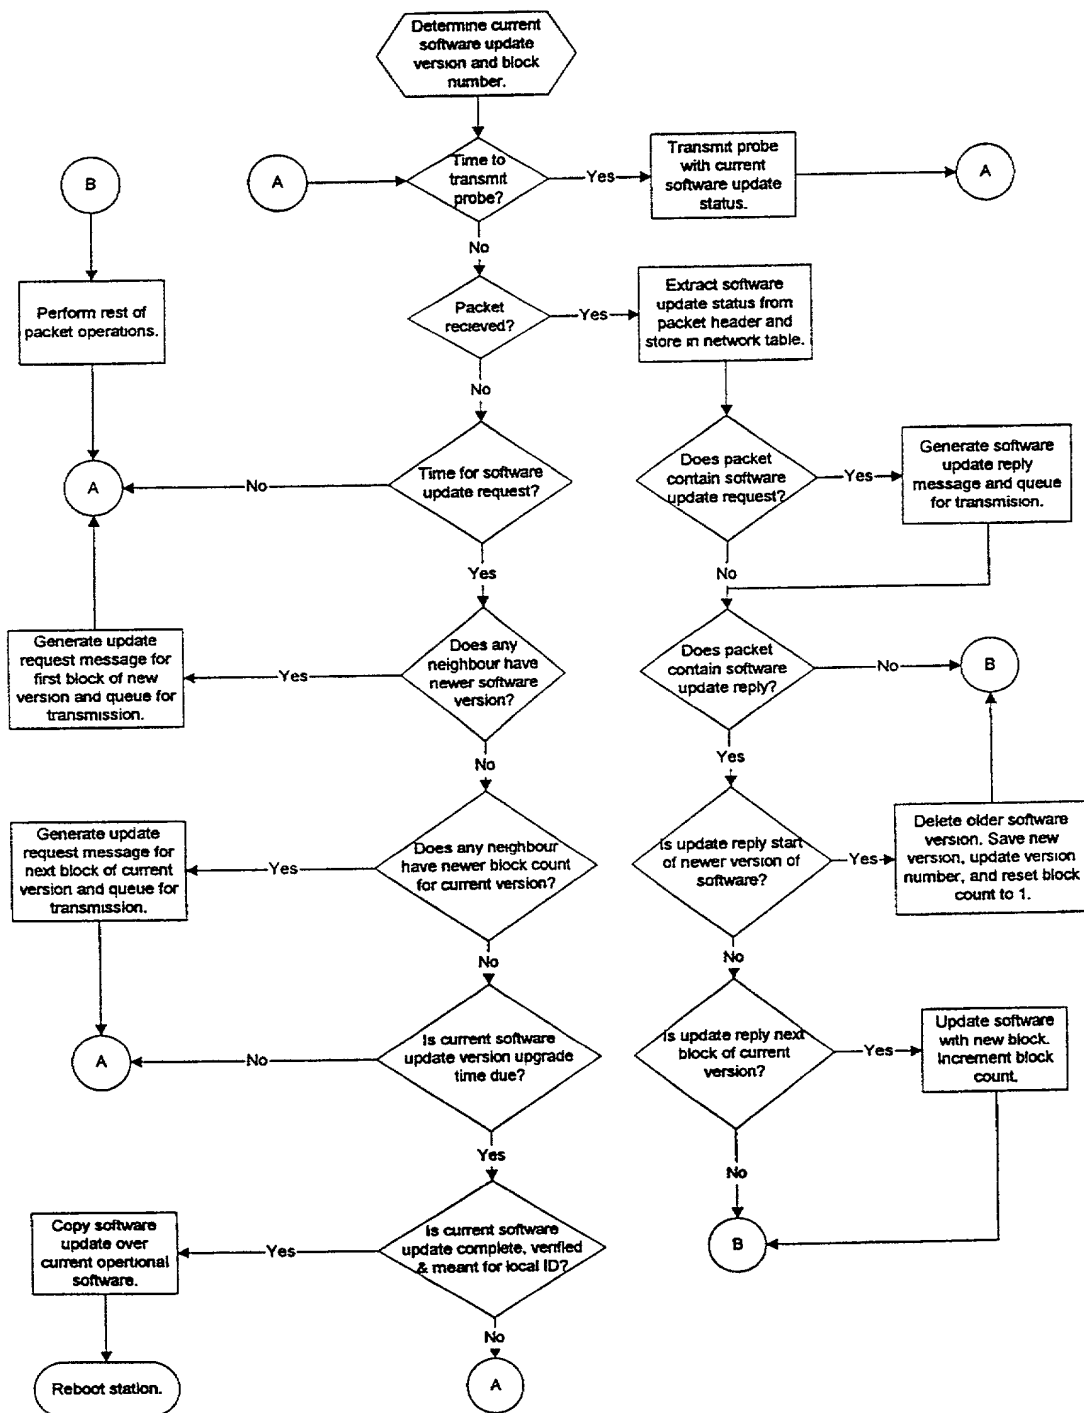 Determine current
software update
version and block
number.
B
A
Time to
transmit
probe?
Yes
Transmit probe
with current
software update
status.
A
No
Perform rest of
packet operations.
Packet
recieved?
Yes
Extract software
update status from
packet header and
store in network table.
No
A
No
Time for software
update request?
Does packet
contain software
update request?
Yes
Generate software
update reply
message and queue
for transmision.
Yes
No
Generate update
request message for
first block of new
version and queue for
transmission.
Yes
Does any
neighbour have
newer software
version?
Does packet
contain software
update reply?
No
B
No
Yes
Generate update
request message for
next block of current
version and queue for
transmission.
Yes
Does any neighbour
have newer block count
for current version?
Is update reply start
of newer version of
software?
Yes
Delete older software
version. Save new
version, update version
number, and reset block
count to 1.
No
No
A
No
Is current software
update version upgrade
time due?
Is update reply next
block of current
version?
Yes
Update software
with new block.
Increment block
count.
Yes
No
Copy software
update over
current opertional
software.
Yes
Is current software
update complete, verified
& meant for local ID?
B
No
Reboot station.
A